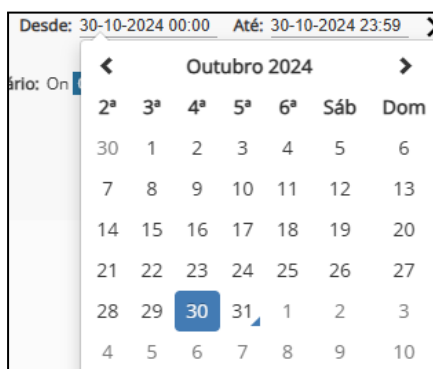 Desde: 30-10-2024 00:00 Até: 30-10-2024 23:59
Outubro 2024
ário: On
2ª 3ª 4ª 5ª 6ª Sáb Dom
30 1 2 3 4 5 6
7 8 9 10 11 12 13
14 15 16 17 18 19 20
21 22 23 24 25 26 27
28 29 30 31 1 2 3
4 5 6 7 8 9 10